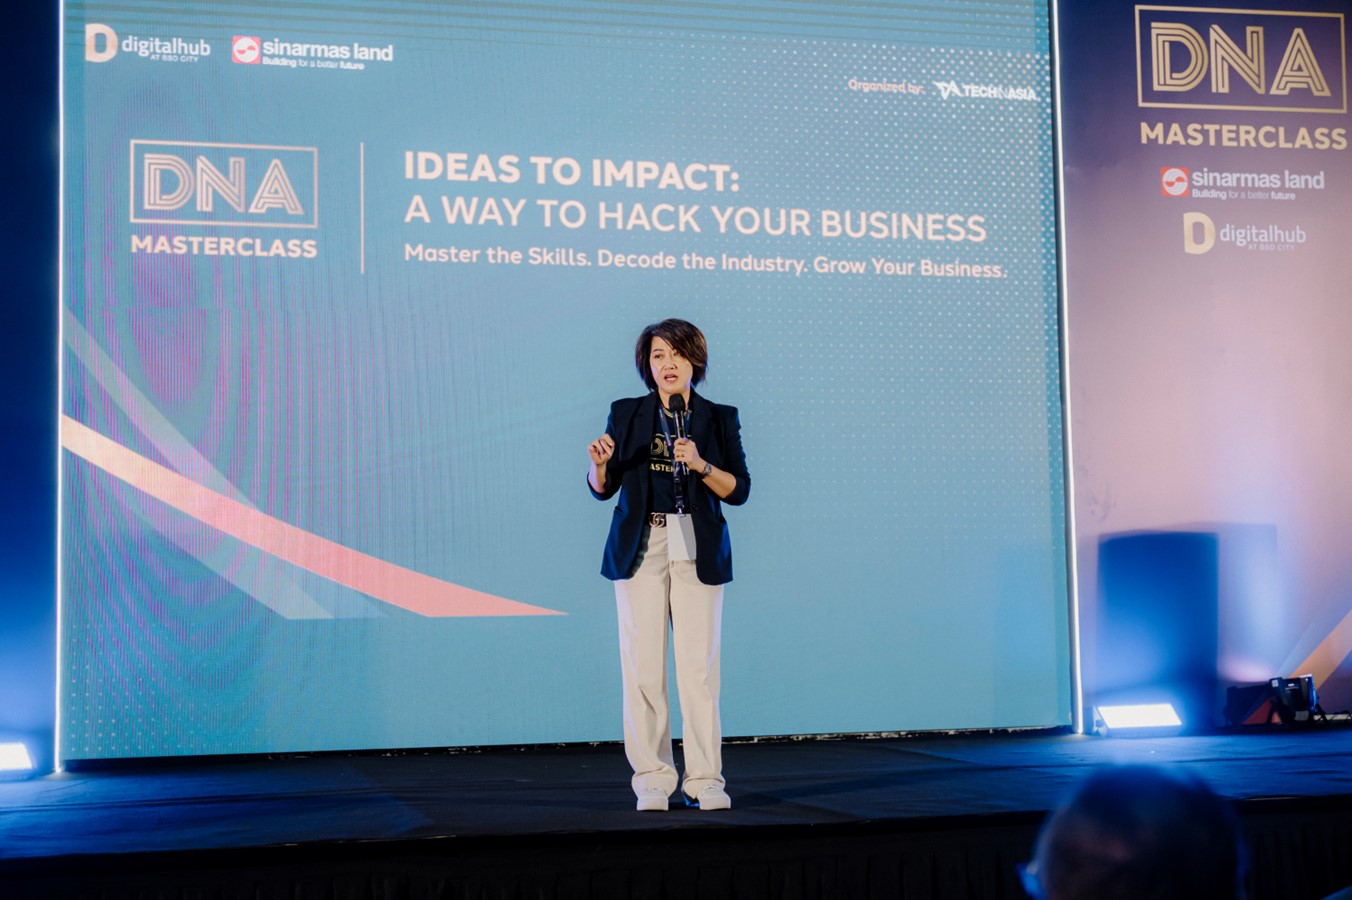 digitalhub
AT BSD CITY
sinarmas land
Building for a better future
Organized by:
TECHINASIA
DNA
MASTERCLASS
IDEAS TO IMPACT:
A WAY TO HACK YOUR BUSINESS
Master the Skills. Decode the Industry. Grow Your Business.
DNA
MASTERCLASS
sinarmas land
Building for a better future
digitalhub
AT BSD CITY